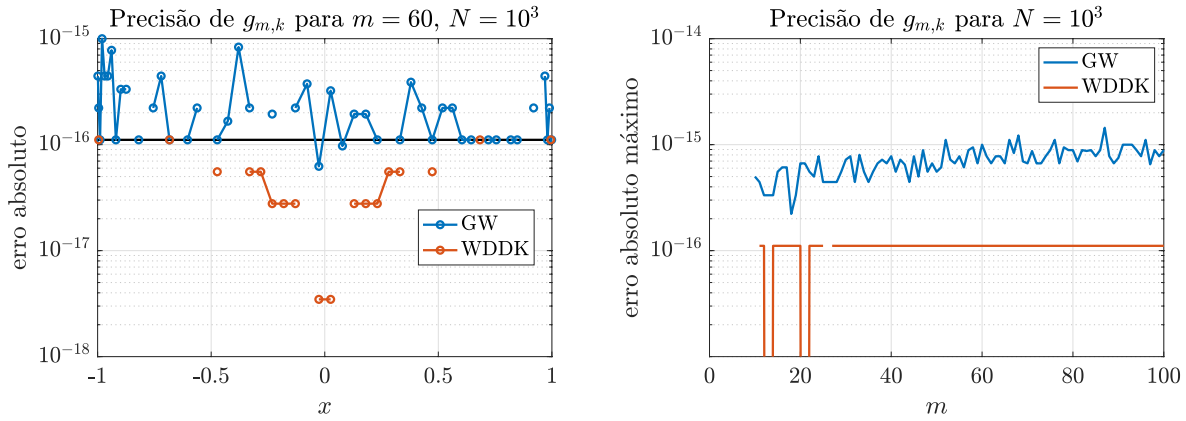 Precisão de g_{m,k} para m = 60, N = 10^3
10^{-15}
10^{-16}
10^{-17}
10^{-18}
erro absoluto
GW
WDDK
-1
-0.5
0
0.5
1
x
Precisão de g_{m,k} para N = 10^3
10^{-14}
10^{-15}
10^{-16}
erro absoluto máximo
GW
WDDK
0
20
40
60
80
100
m